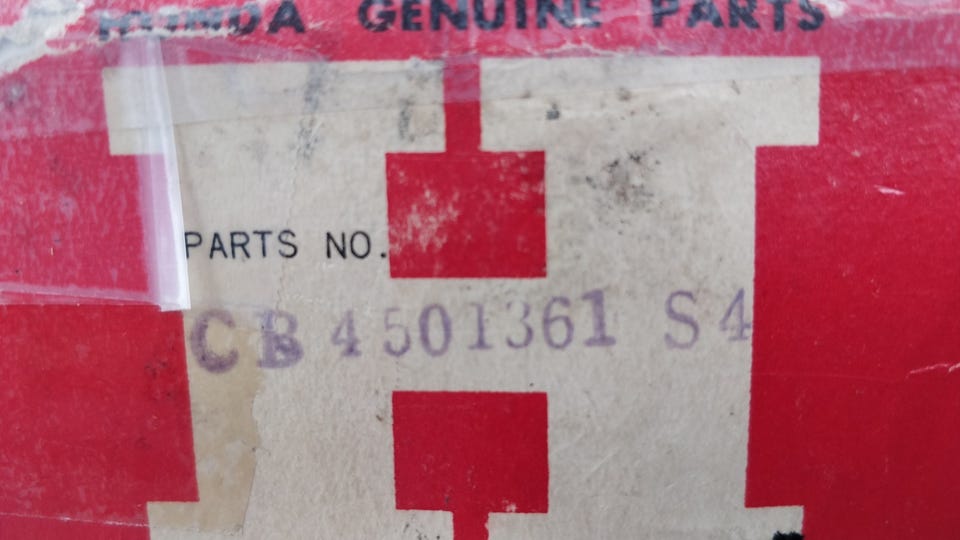 HONDA GENUINE PARTS
H
PARTS NO.
CB 4501361 S4